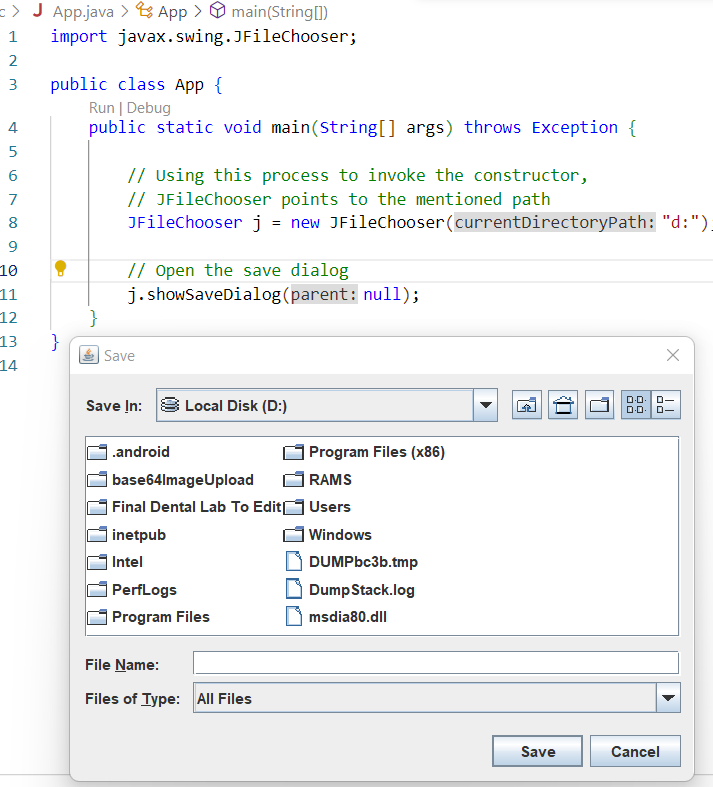 c > J App.java > App > main(String[])
1 import javax.swing.JFileChooser;
2
3 public class App {
Run | Debug
4 public static void main(String[] args) throws Exception {
5
6 // Using this process to invoke the constructor,
7 // JFileChooser points to the mentioned path
8 JFileChooser j = new JFileChooser(currentDirectoryPath: "d:");
9
10 // Open the save dialog
11 j.showSaveDialog(parent: null);
12 }
13 }
14
Save
Save In: Local Disk (D:)
.android
base64ImageUpload
Final Dental Lab To Edit
inetpub
Intel
PerfLogs
Program Files
Program Files (x86)
RAMS
Users
Windows
DUMPbc3b.tmp
DumpStack.log
msdia80.dll
File Name:
Files of Type: All Files
Save Cancel